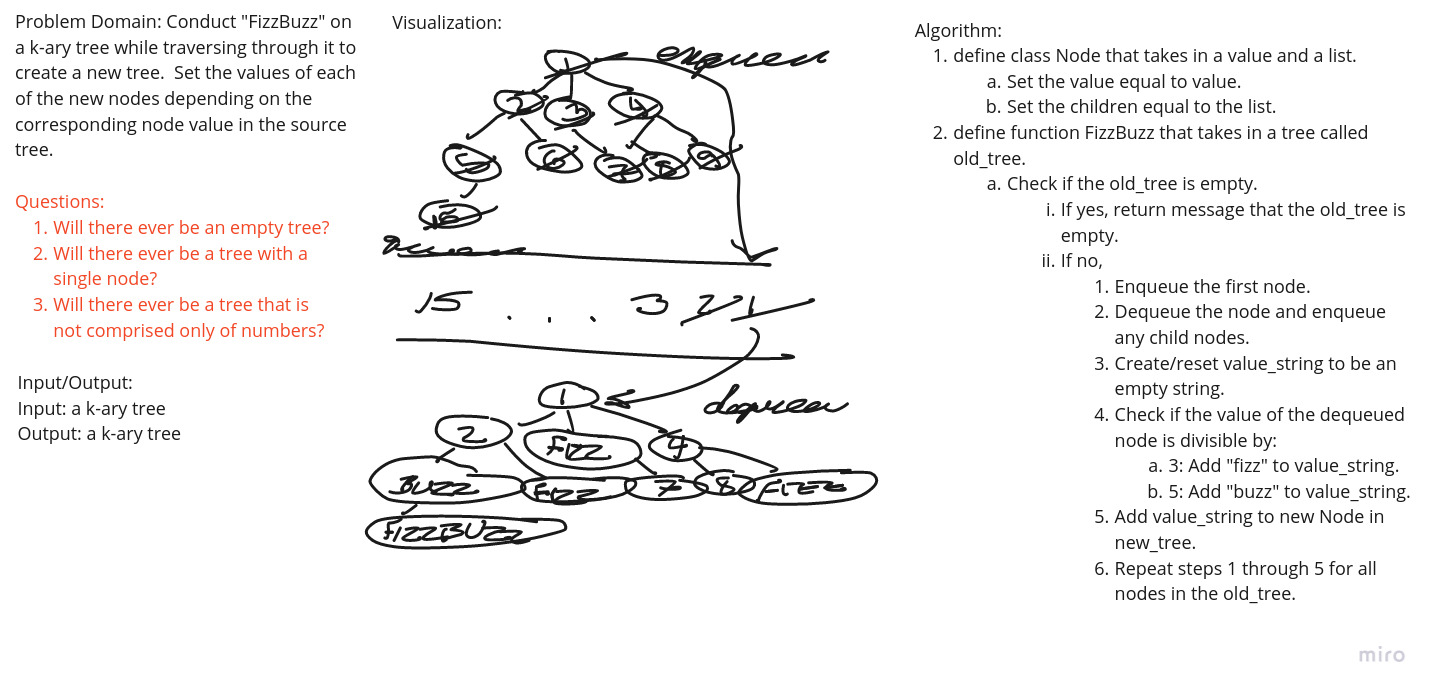 Problem Domain: Conduct "FizzBuzz" on
a k-ary tree while traversing through it to
create a new tree.  Set the values of each
of the new nodes depending on the
corresponding node value in the source
tree.
Questions:
1. Will there ever be an empty tree?
2. Will there ever be a tree with a
single node?
3. Will there ever be a tree that is
not comprised only of numbers?
Input/Output:
Input: a k-ary tree
Output: a k-ary tree
Visualization:
1
enqueue
2 3 4
5 6 7 8 9
15
15 . . . 3 2 1
1
dequeue
2 FIZZ 4
BUZZ FIZZ 7 8 FIZZ
FIZZBUZZ
Algorithm:
1. define class Node that takes in a value and a list.
a. Set the value equal to value.
b. Set the children equal to the list.
2. define function FizzBuzz that takes in a tree called
old_tree.
a. Check if the old_tree is empty.
i. If yes, return message that the old_tree is
empty.
ii. If no,
1. Enqueue the first node.
2. Dequeue the node and enqueue
any child nodes.
3. Create/reset value_string to be an
empty string.
4. Check if the value of the dequeued
node is divisible by:
a. 3: Add "fizz" to value_string.
b. 5: Add "buzz" to value_string.
5. Add value_string to new Node in
new_tree.
6. Repeat steps 1 through 5 for all
nodes in the old_tree.
miro